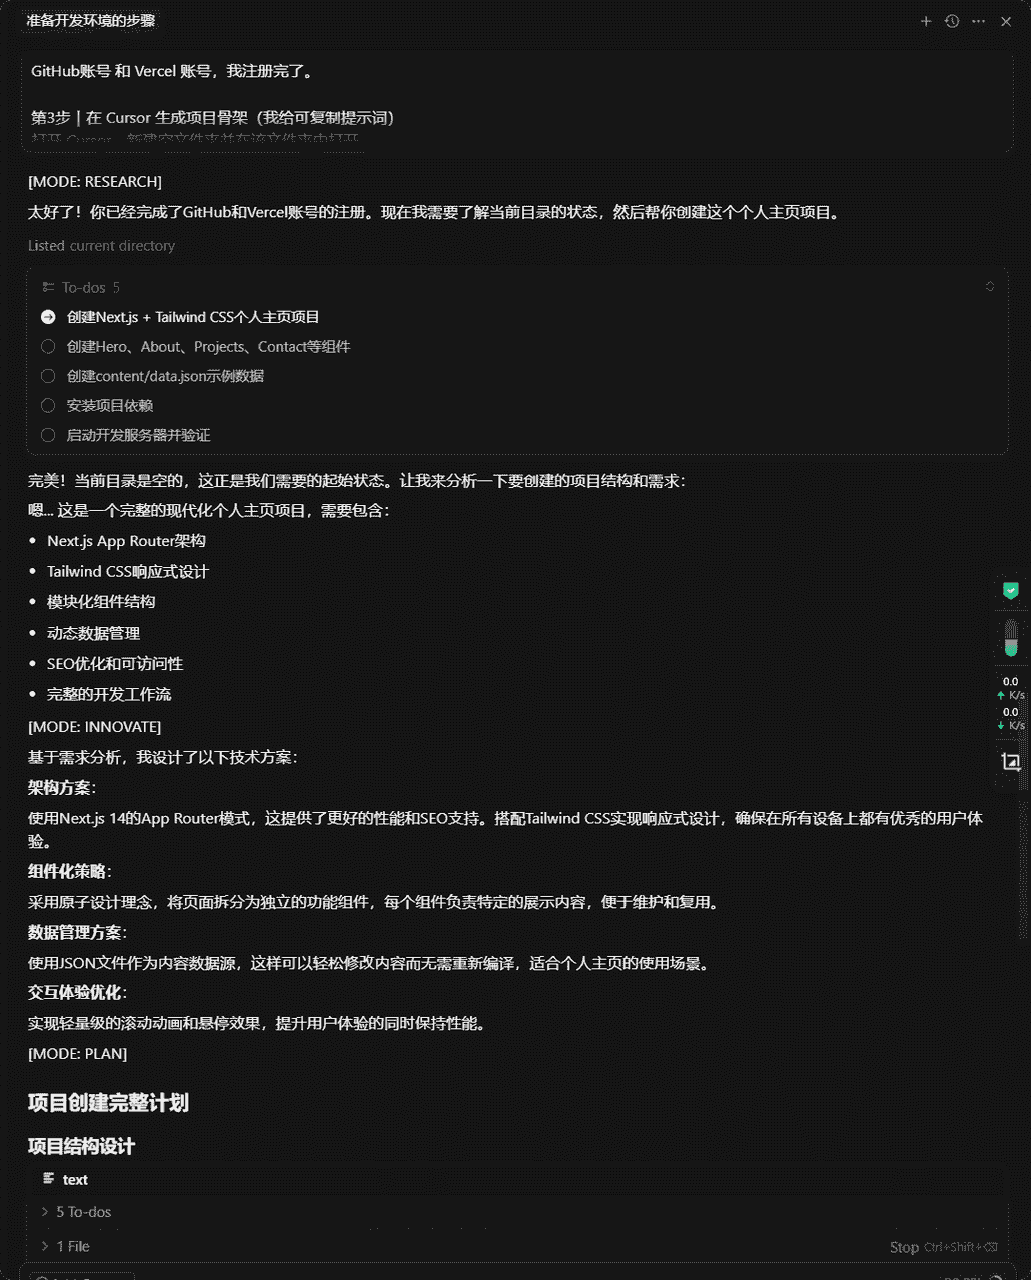 准备开发环境的步骤
GitHub账号 和 Vercel 账号，我注册完了。
第3步 | 在 Cursor 生成项目骨架（我给可复制提示词）
打开 Cursor，新建空文件夹并在该文件夹中打开
[MODE: RESEARCH]
太好了！你已经完成了GitHub和Vercel账号的注册。现在我需要了解当前目录的状态，然后帮你创建这个个人主页项目。
Listed current directory
To-dos 5
创建Next.js + Tailwind CSS个人主页项目
创建Hero、About、Projects、Contact等组件
创建content/data.json示例数据
安装项目依赖
启动开发服务器并验证
完美！当前目录是空的，这正是我们需要的起始状态。让我来分析一下要创建的项目结构和需求：
嗯... 这是一个完整的现代化个人主页项目，需要包含：
• Next.js App Router架构
• Tailwind CSS响应式设计
• 模块化组件结构
• 动态数据管理
• SEO优化和可访问性
• 完整的开发工作流
0.0
K/s
0.0
K/s
[MODE: INNOVATE]
基于需求分析，我设计了以下技术方案：
架构方案：
使用Next.js 14的App Router模式，这提供了更好的性能和SEO支持。搭配Tailwind CSS实现响应式设计，确保在所有设备上都有优秀的用户体
验。
组件化策略：
采用原子设计理念，将页面拆分为独立的功能组件，每个组件负责特定的展示内容，便于维护和复用。
数据管理方案：
使用JSON文件作为内容数据源，这样可以轻松修改内容而无需重新编译，适合个人主页的使用场景。
交互体验优化：
实现轻量级的滚动动画和悬停效果，提升用户体验的同时保持性能。
[MODE: PLAN]
项目创建完整计划
项目结构设计
text
5 To-dos
1 File
Stop Ctrl+Shift+⌫